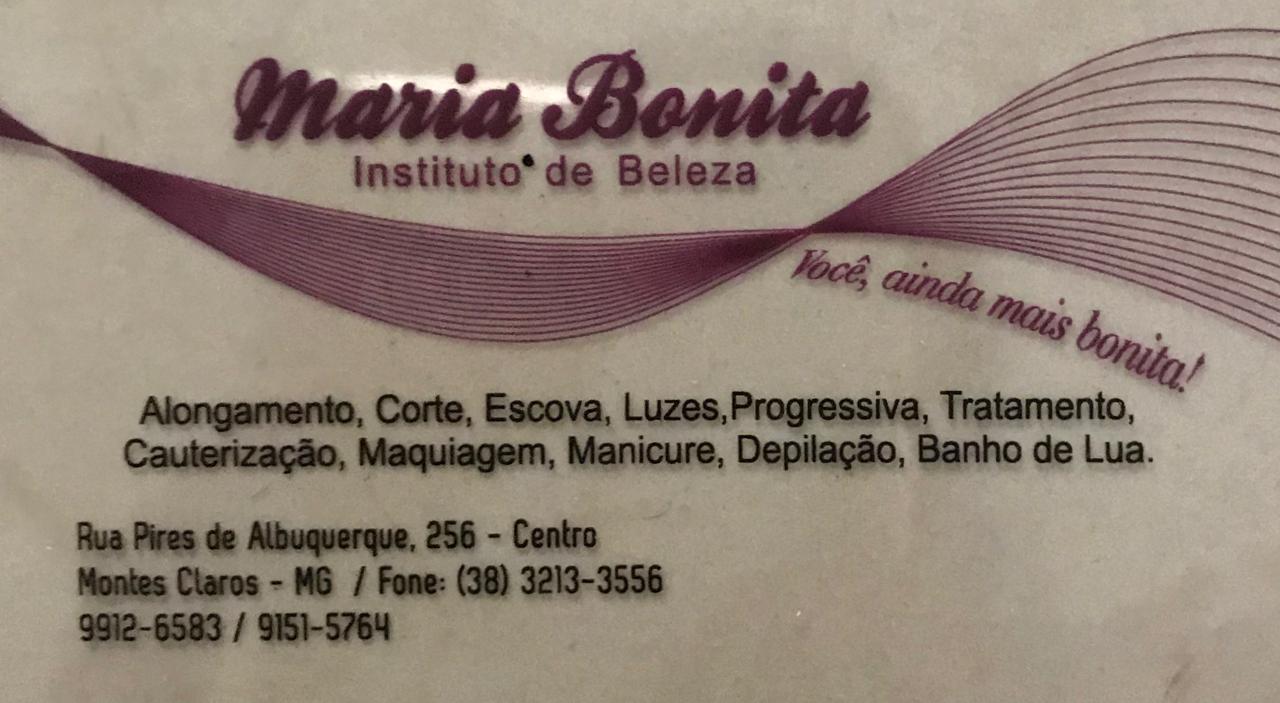 Maria Bonita
Instituto de Beleza
Você, ainda mais bonita!
Alongamento, Corte, Escova, Luzes,Progressiva, Tratamento,
Cauterização, Maquiagem, Manicure, Depilação, Banho de Lua.
Rua Pires de Albuquerque, 256 - Centro
Montes Claros - MG / Fone: (38) 3213-3556
9912-6583 / 9151-5764